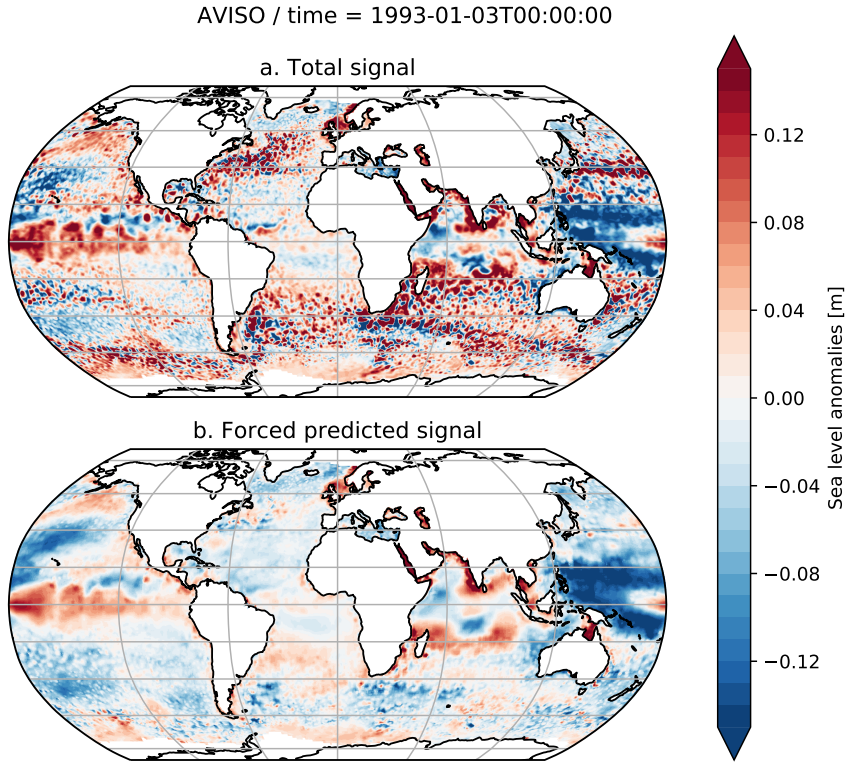 AVISO / time = 1993-01-03T00:00:00
a. Total signal
b. Forced predicted signal
0.12
0.08
0.04
0.00
−0.04
−0.08
−0.12
Sea level anomalies [m]